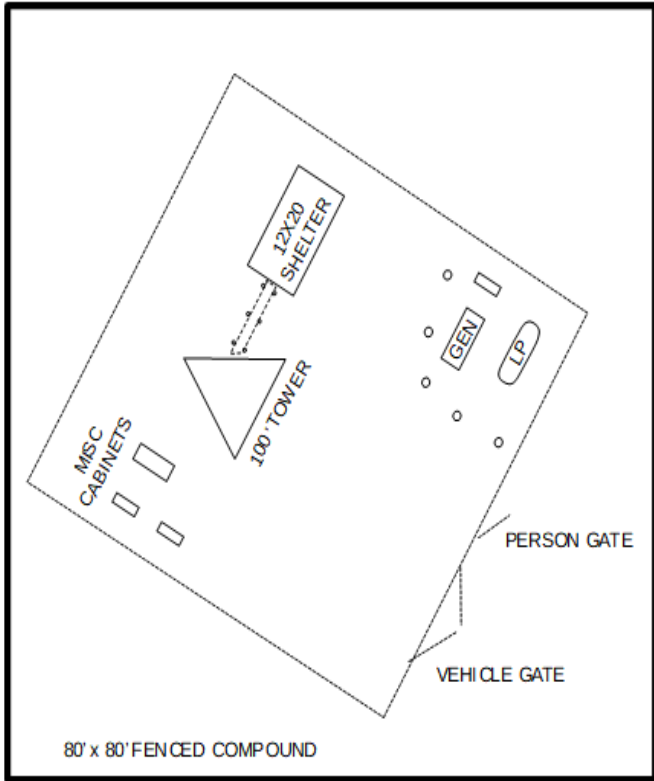 12X20
SHELTER
GEN
LP
100' TOWER
MISC
CABINETS
PERSON GATE
VEHICLE GATE
80' x 80' FENCED COMPOUND